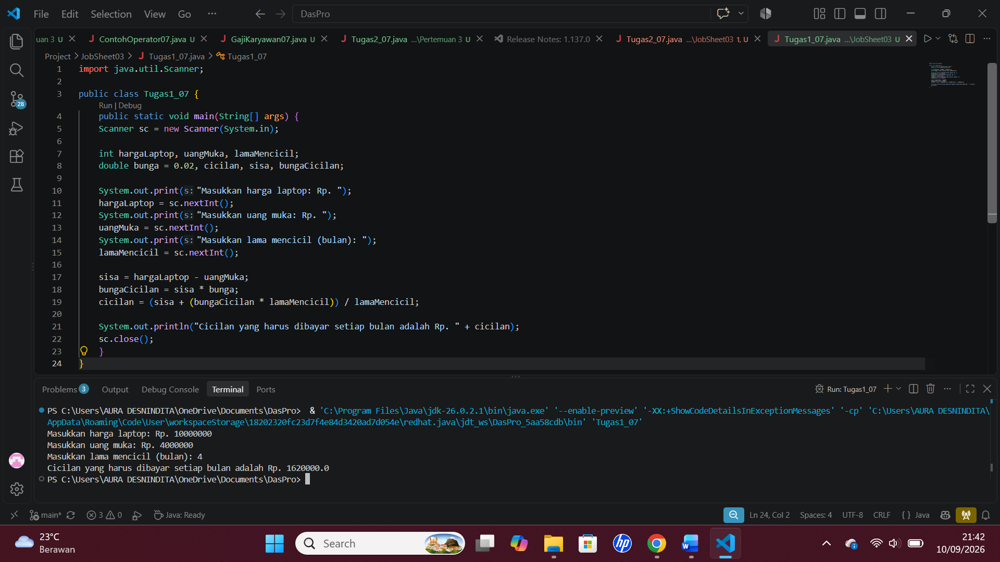 File Edit Selection View Go ··· DasPro
uan 3 U ContohOperator07.java U GajiKaryawan07.java U Tugas2_07.java ...\Pertemuan 3 U Release Notes: 1.137.0 Tugas2_07.java ...\JobSheet03 1, U Tugas1_07.java ...\JobSheet03 U
Project > JobSheet03 > Tugas1_07.java > Tugas1_07
1 import java.util.Scanner;
2
3 public class Tugas1_07 {
Run | Debug
4 public static void main(String[] args) {
5 Scanner sc = new Scanner(System.in);
6
7 int hargaLaptop, uangMuka, lamaMencicil;
8 double bunga = 0.02, cicilan, sisa, bungaCicilan;
9
10 System.out.print(s: "Masukkan harga laptop: Rp. ");
11 hargaLaptop = sc.nextInt();
12 System.out.print(s: "Masukkan uang muka: Rp. ");
13 uangMuka = sc.nextInt();
14 System.out.print(s: "Masukkan lama mencicil (bulan): ");
15 lamaMencicil = sc.nextInt();
16
17 sisa = hargaLaptop - uangMuka;
18 bungaCicilan = sisa * bunga;
19 cicilan = (sisa + (bungaCicilan * lamaMencicil)) / lamaMencicil;
20
21 System.out.println("Cicilan yang harus dibayar setiap bulan adalah Rp. " + cicilan);
22 sc.close();
23 }
24 }
28
Problems 3 Output Debug Console Terminal Ports Run: Tugas1_07
PS C:\Users\AURA DESNINDITA\OneDrive\Documents\DasPro> & 'C:\Program Files\Java\jdk-26.0.2.1\bin\java.exe' '--enable-preview' '-XX:+ShowCodeDetailsInExceptionMessages' '-cp' 'C:\Users\AURA DESNINDITA\
AppData\Roaming\Code\User\workspaceStorage\18202320fc23d7f4e84d3420ad7d054e\redhat.java\jdt_ws\DasPro_5aa58cdb\bin' 'Tugas1_07'
Masukkan harga laptop: Rp. 10000000
Masukkan uang muka: Rp. 4000000
Masukkan lama mencicil (bulan): 4
Cicilan yang harus dibayar setiap bulan adalah Rp. 1620000.0
PS C:\Users\AURA DESNINDITA\OneDrive\Documents\DasPro>
main* 3 0 Java: Ready Ln 24, Col 2 Spaces: 4 UTF-8 CRLF {} Java
23°C
Berawan
Search
hp
21:42
10/09/2026